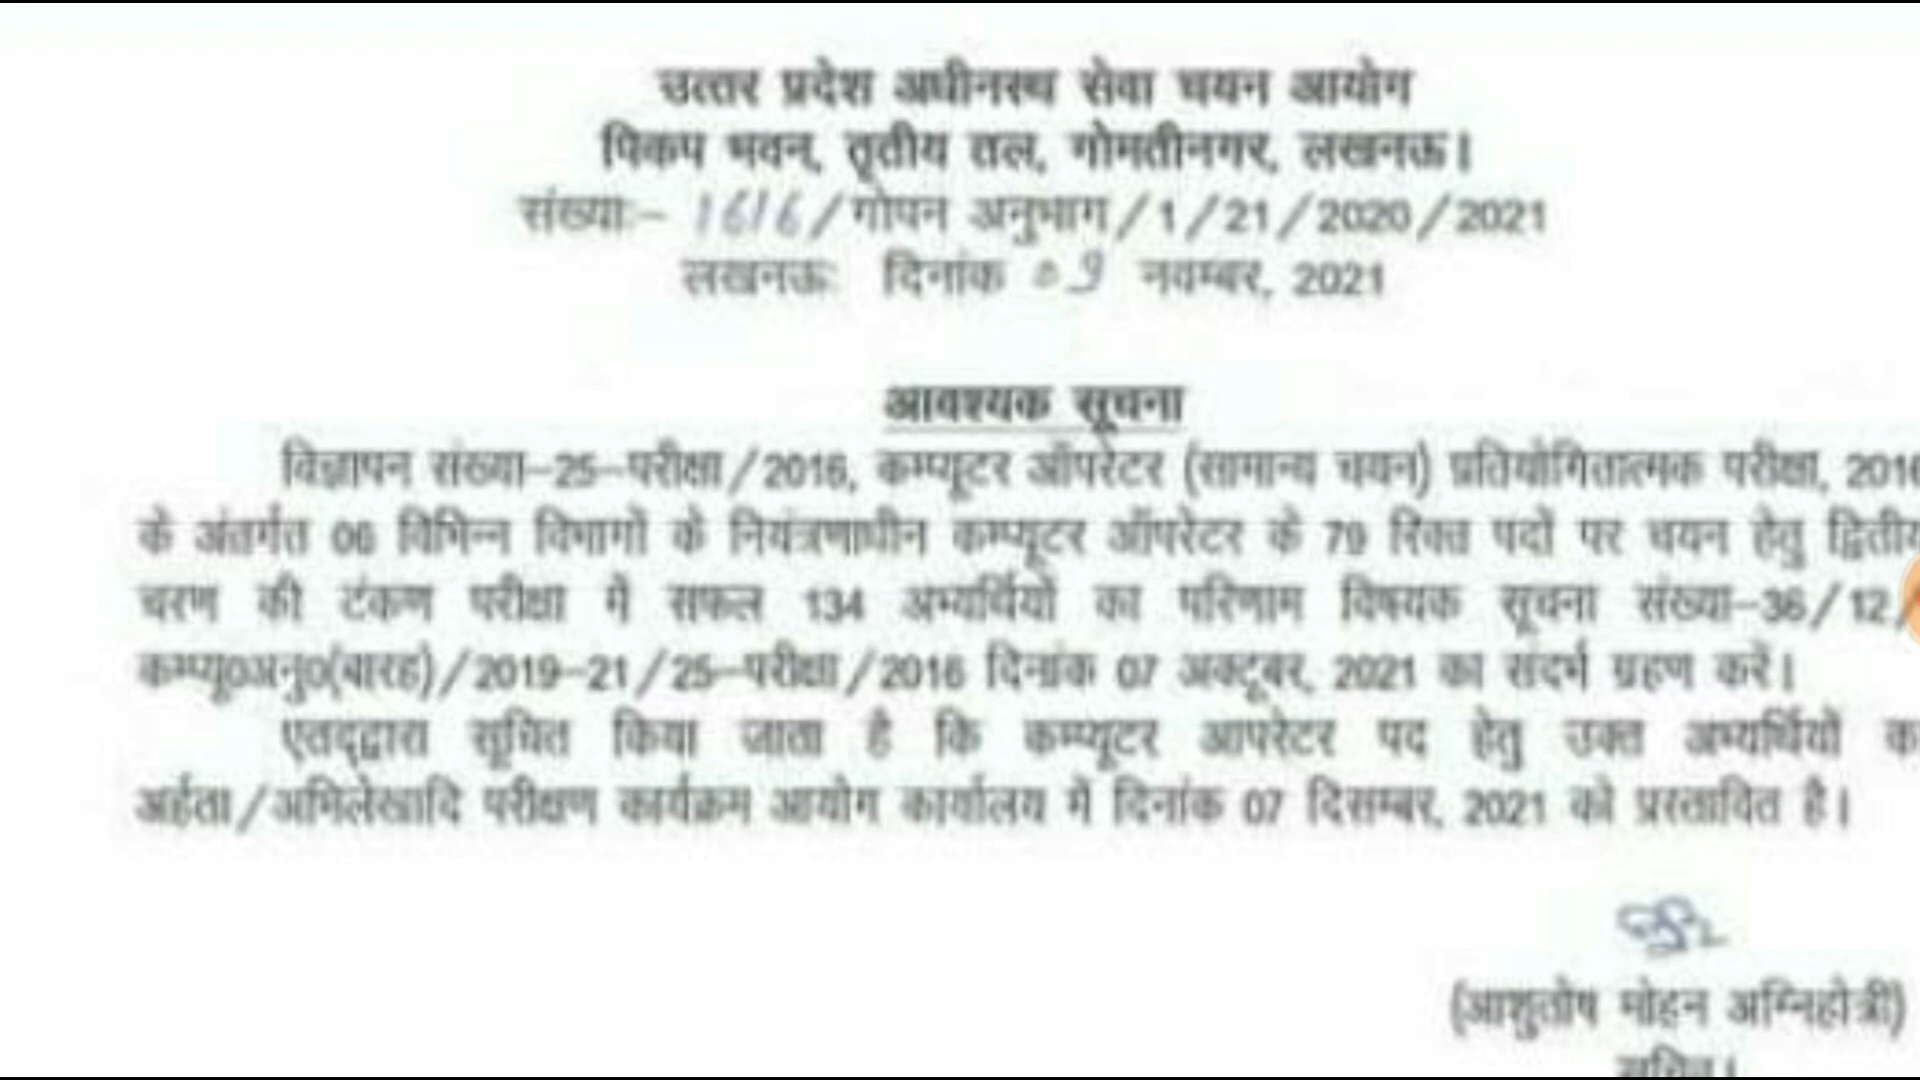 उत्तर प्रदेश अधीनस्थ सेवा चयन आयोग
पिकप भवन, तृतीय तल, गोमतीनगर, लखनऊ।
संख्याः– 1616/गोपन अनुभाग/1/21/2020/2021
लखनऊः दिनांक 09 नवम्बर, 2021
आवश्यक सूचना
विज्ञापन संख्या–25–परीक्षा/2016, कम्प्यूटर ऑपरेटर (सामान्य चयन) प्रतियोगितात्मक परीक्षा, 2016
के अंतर्गत 06 विभिन्न विभागों के नियंत्रणाधीन कम्प्यूटर ऑपरेटर के 79 रिक्त पदों पर चयन हेतु द्वितीय
चरण की टंकण परीक्षा में सफल 134 अभ्यर्थियों का परिणाम विषयक सूचना संख्या–36/12/
कम्प्यू0अनु0(बारह)/2019–21/25–परीक्षा/2016 दिनांक 07 अक्टूबर, 2021 का संदर्भ ग्रहण करें।
एतद्द्वारा सूचित किया जाता है कि कम्प्यूटर आपरेटर पद हेतु उक्त अभ्यर्थियों का
अर्हता/अभिलेखादि परीक्षण कार्यक्रम आयोग कार्यालय में दिनांक 07 दिसम्बर, 2021 को प्रस्तावित है।
(आशुतोष मोहन अग्निहोत्री)
सचिव।